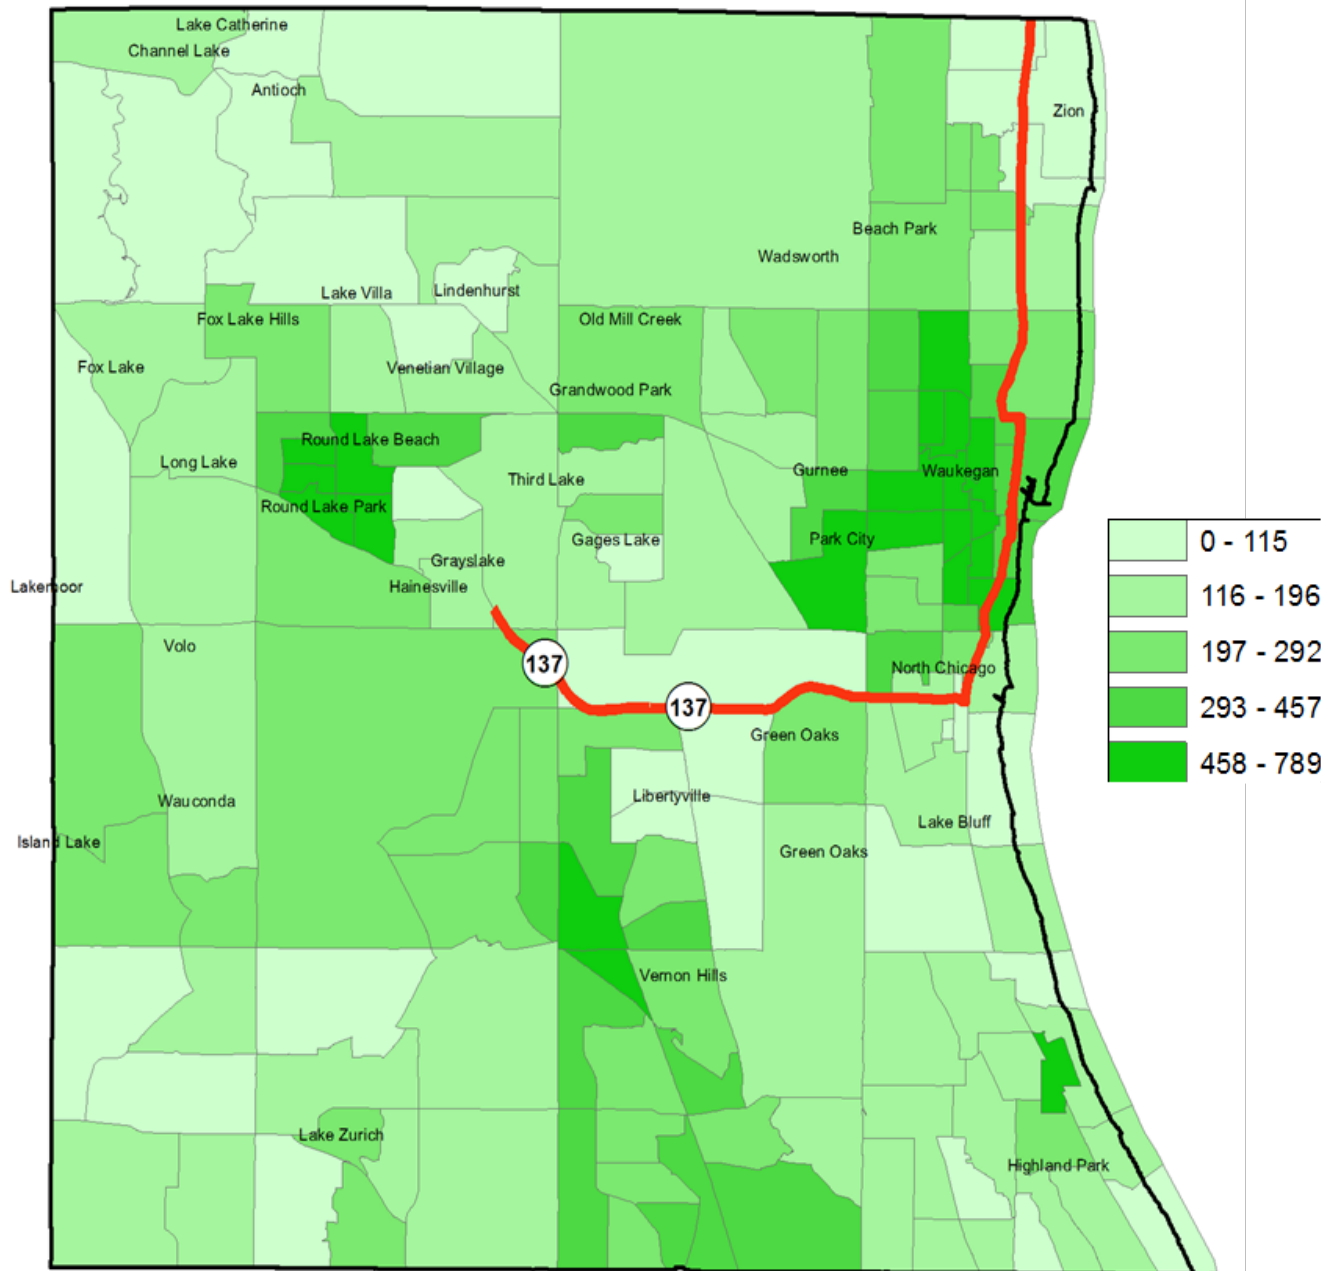 Lake Catherine
Channel Lake
Antioch
Zion
Beach Park
Wadsworth
Lake Villa
Lindenhurst
Fox Lake Hills
Old Mill Creek
Fox Lake
Venetian Village
Grandwood Park
Round Lake Beach
Long Lake
Third Lake
Gurnee
Waukegan
Round Lake Park
Gages Lake
Park City
0 - 115
Grayslake
Lakemoor
Hainesville
116 - 196
Volo
137
North Chicago
197 - 292
137
293 - 457
Green Oaks
458 - 789
Wauconda
Libertyville
Island Lake
Lake Bluff
Green Oaks
Vernon Hills
Lake Zurich
Highland Park